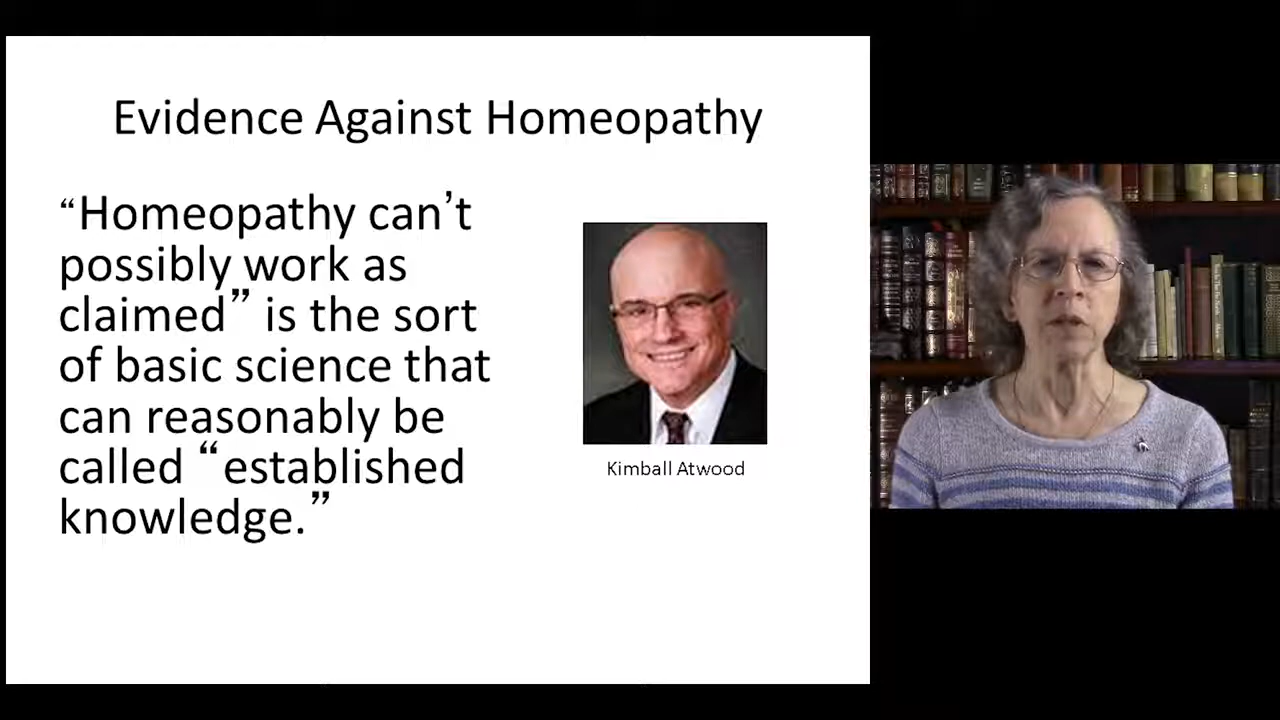 Evidence Against Homeopathy
“Homeopathy can’t
possibly work as
claimed” is the sort
of basic science that
can reasonably be
called “established
knowledge.”
Kimball Atwood